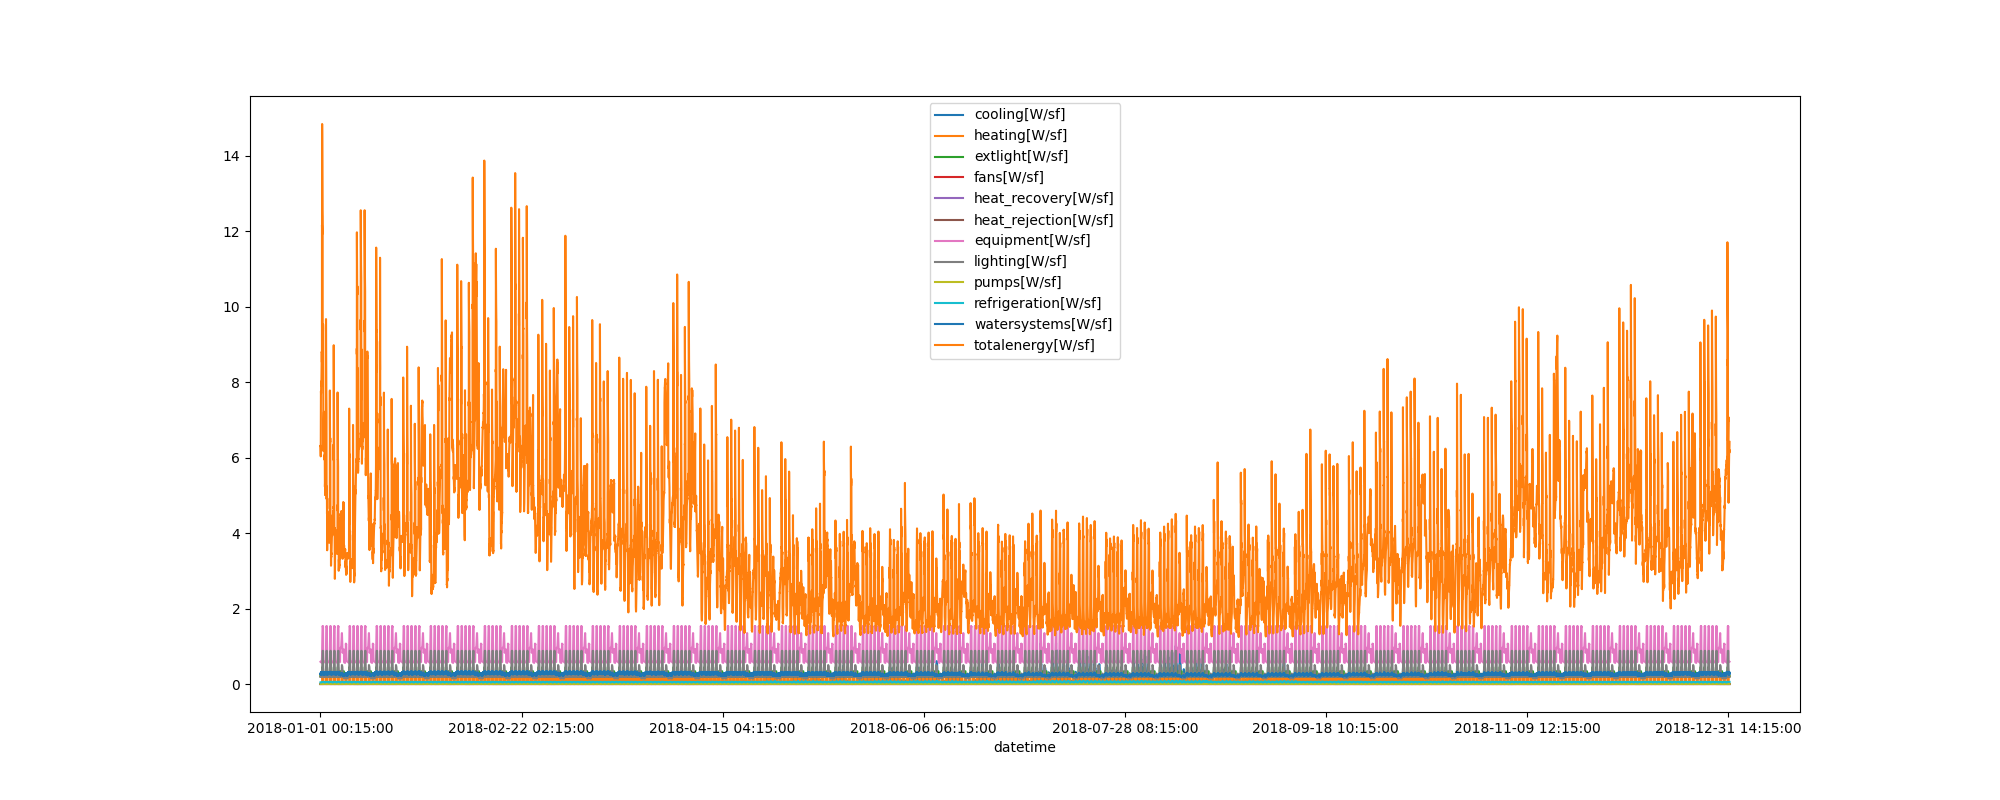 cooling[W/sf]
heating[W/sf]
extlight[W/sf]
fans[W/sf]
heat_recovery[W/sf]
heat_rejection[W/sf]
equipment[W/sf]
lighting[W/sf]
pumps[W/sf]
refrigeration[W/sf]
watersystems[W/sf]
totalenergy[W/sf]
14
12
10
8
6
4
2
0
2018-01-01 00:15:00 2018-02-22 02:15:00 2018-04-15 04:15:00 2018-06-06 06:15:00 2018-07-28 08:15:00 2018-09-18 10:15:00 2018-11-09 12:15:00 2018-12-31 14:15:00
datetime